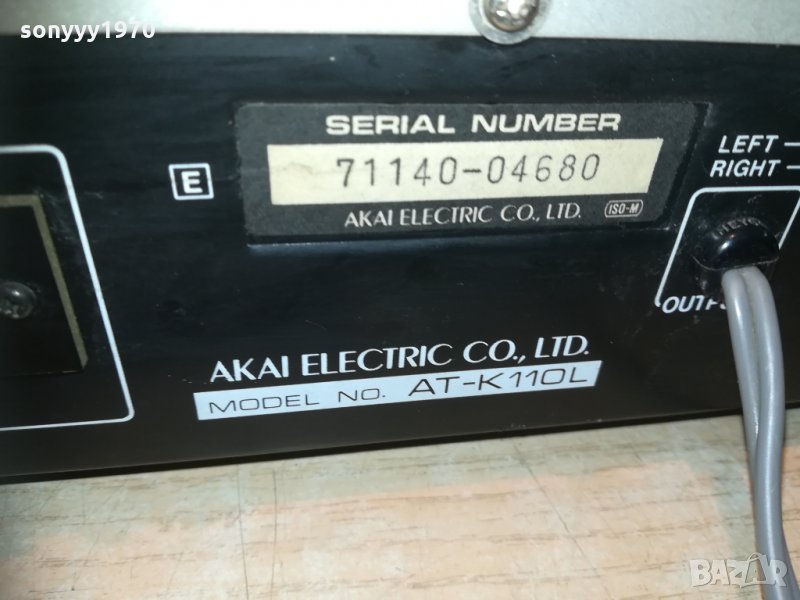 sonyyy1970
SERIAL NUMBER
71140-04680
AKAI ELECTRIC CO., LTD. ISO-M
E
LEFT
RIGHT
AKAI ELECTRIC CO., LTD.
MODEL NO. AT-K110L
BAZAR